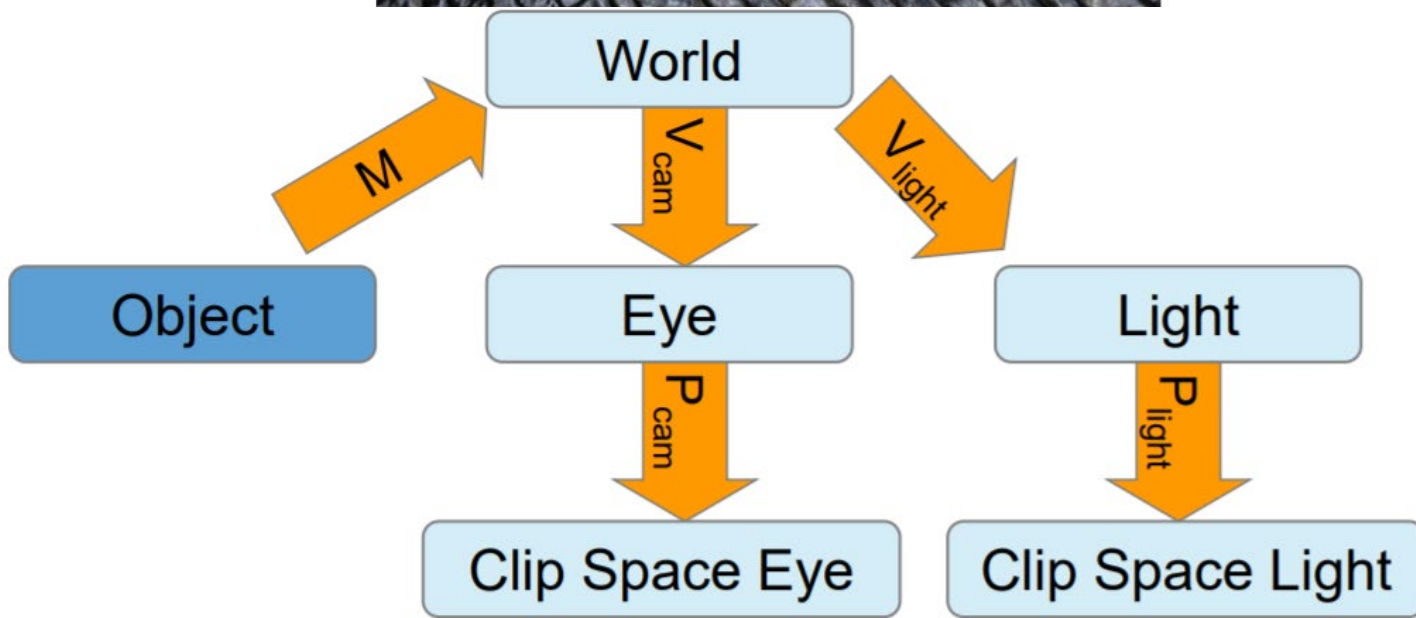 World
M
V cam
V light
Object
Eye
Light
P cam
P light
Clip Space Eye
Clip Space Light